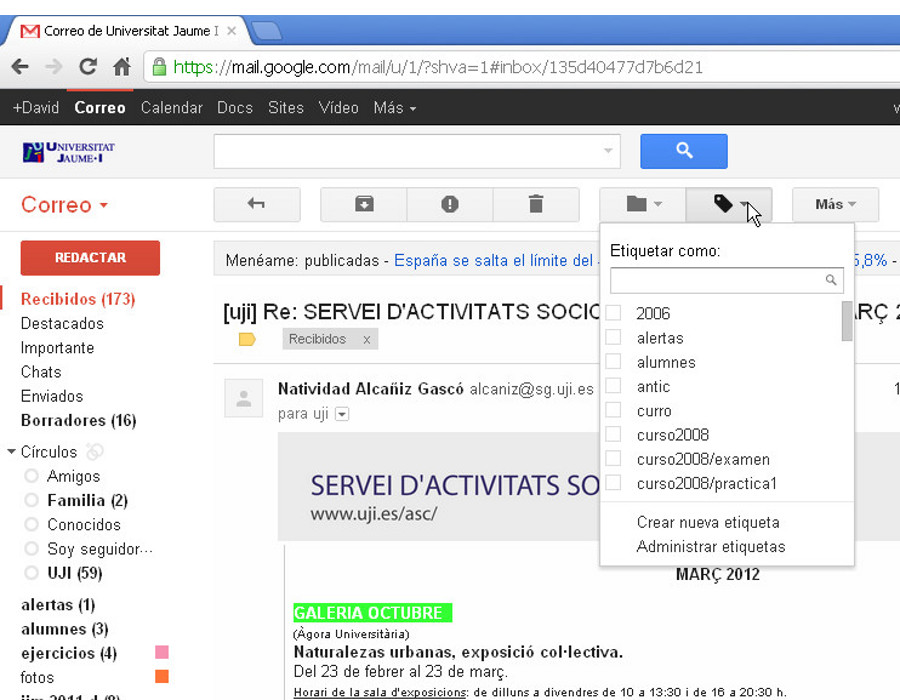 Correo de Universitat Jaume I
https://mail.google.com/mail/u/1/?shva=1#inbox/135d40477d7b6d21
+David Correo Calendar Docs Sites Vídeo Más
UNIVERSITAT
JAUME·I
Correo
Más
REDACTAR
Menéame: publicadas - España se salta el límite del 5,8% -
Etiquetar como:
Recibidos (173)
Destacados
Importante
Chats
Enviados
Borradores (16)
Círculos
Amigos
Familia (2)
Conocidos
Soy seguidor...
UJI (59)
alertas (1)
alumnes (3)
ejercicios (4)
fotos
[uji] Re: SERVEI D'ACTIVITATS SOCIO
Recibidos x
Natividad Alcañiz Gascó alcaniz@sg.uji.es
para uji
2006
alertas
alumnes
antic
curro
curso2008
curso2008/examen
curso2008/practica1
Crear nueva etiqueta
Administrar etiquetas
SERVEI D'ACTIVITATS SO
www.uji.es/asc/
MARÇ 2012
GALERIA OCTUBRE
(Àgora Universitària)
Naturalezas urbanas, exposició col·lectiva.
Del 23 de febrer al 23 de març.
Horari de la sala d'exposicions: de dilluns a divendres de 10 a 13:30 i de 16 a 20:30 h.